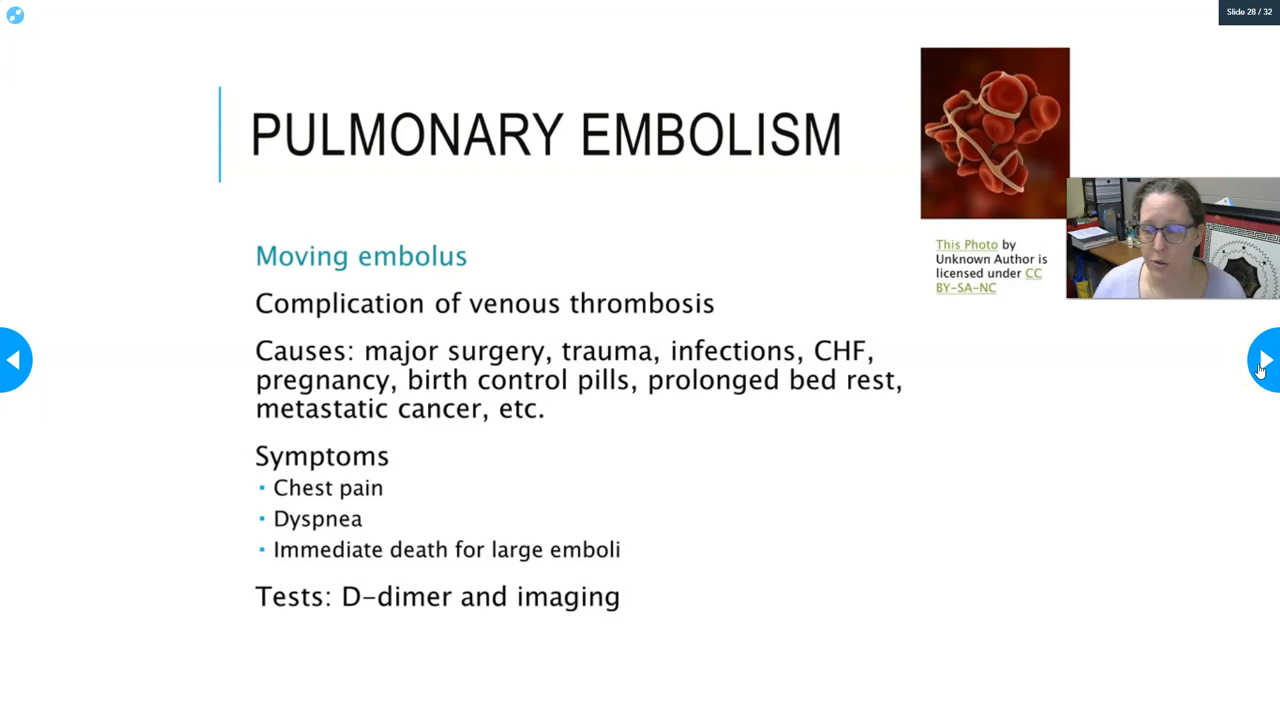 Slide 28 / 32
PULMONARY EMBOLISM
This Photo by
Unknown Author is
licensed under CC
BY-SA-NC
Moving embolus
Complication of venous thrombosis
Causes: major surgery, trauma, infections, CHF,
pregnancy, birth control pills, prolonged bed rest,
metastatic cancer, etc.
Symptoms
▪ Chest pain
▪ Dyspnea
▪ Immediate death for large emboli
Tests: D-dimer and imaging